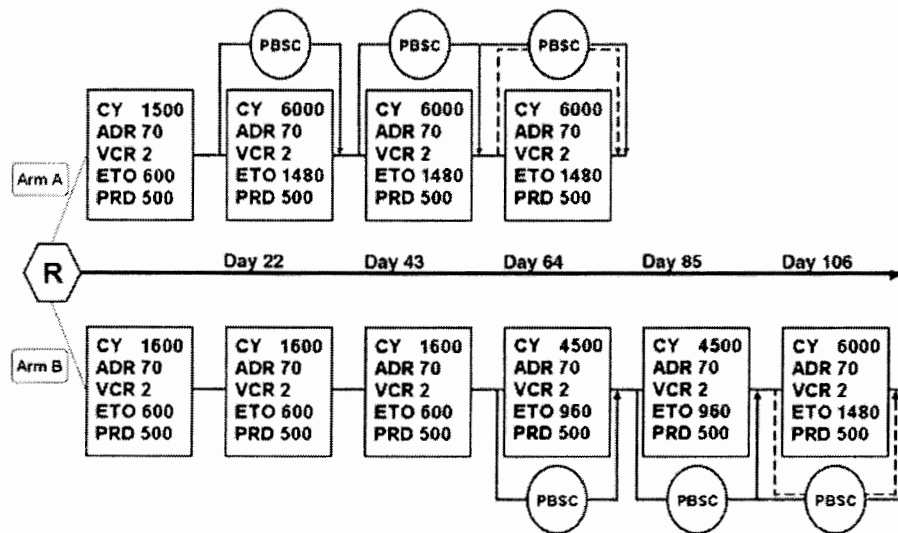 PBSC
PBSC
PBSC
CY 1500
ADR 70
VCR 2
ETO 600
PRD 500
CY 6000
ADR 70
VCR 2
ETO 1480
PRD 500
CY 6000
ADR 70
VCR 2
ETO 1480
PRD 500
CY 6000
ADR 70
VCR 2
ETO 1480
PRD 500
Arm A
R
Day 22
Day 43
Day 64
Day 85
Day 106
Arm B
CY 1600
ADR 70
VCR 2
ETO 600
PRD 500
CY 1600
ADR 70
VCR 2
ETO 600
PRD 500
CY 1600
ADR 70
VCR 2
ETO 600
PRD 500
CY 4500
ADR 70
VCR 2
ETO 960
PRD 500
CY 4500
ADR 70
VCR 2
ETO 960
PRD 500
CY 6000
ADR 70
VCR 2
ETO 1480
PRD 500
PBSC
PBSC
PBSC